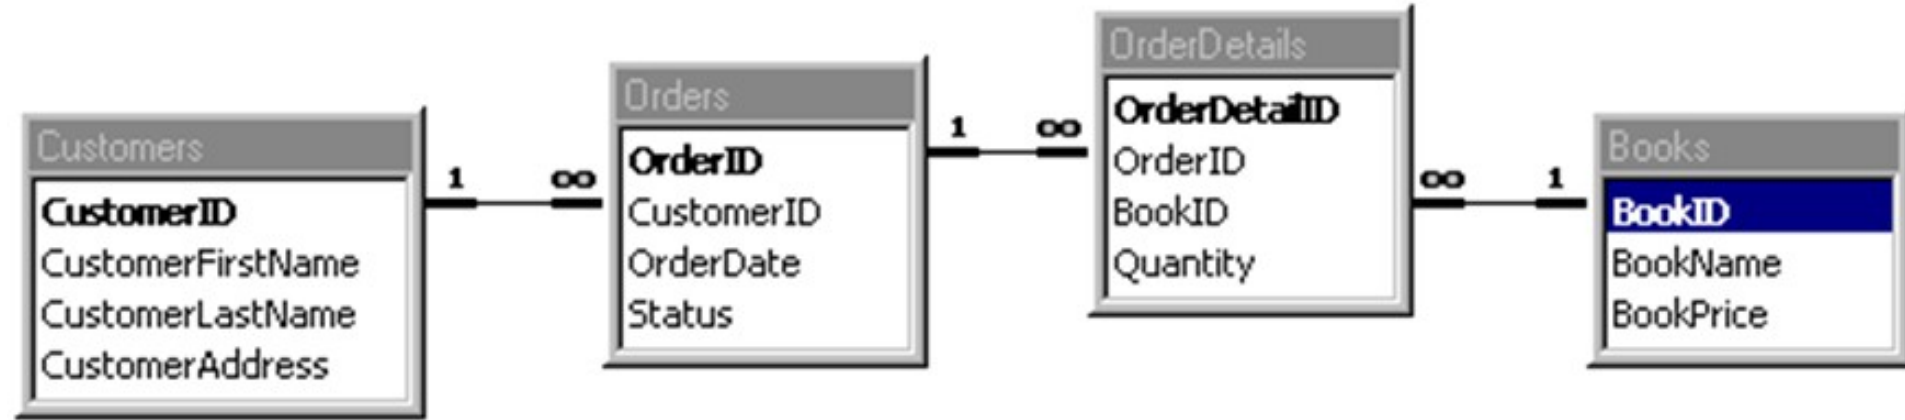 Customers
CustomerID
CustomerFirstName
CustomerLastName
CustomerAddress
1 ∞
Orders
OrderID
CustomerID
OrderDate
Status
1 ∞
OrderDetails
OrderDetailID
OrderID
BookID
Quantity
∞ 1
Books
BookID
BookName
BookPrice